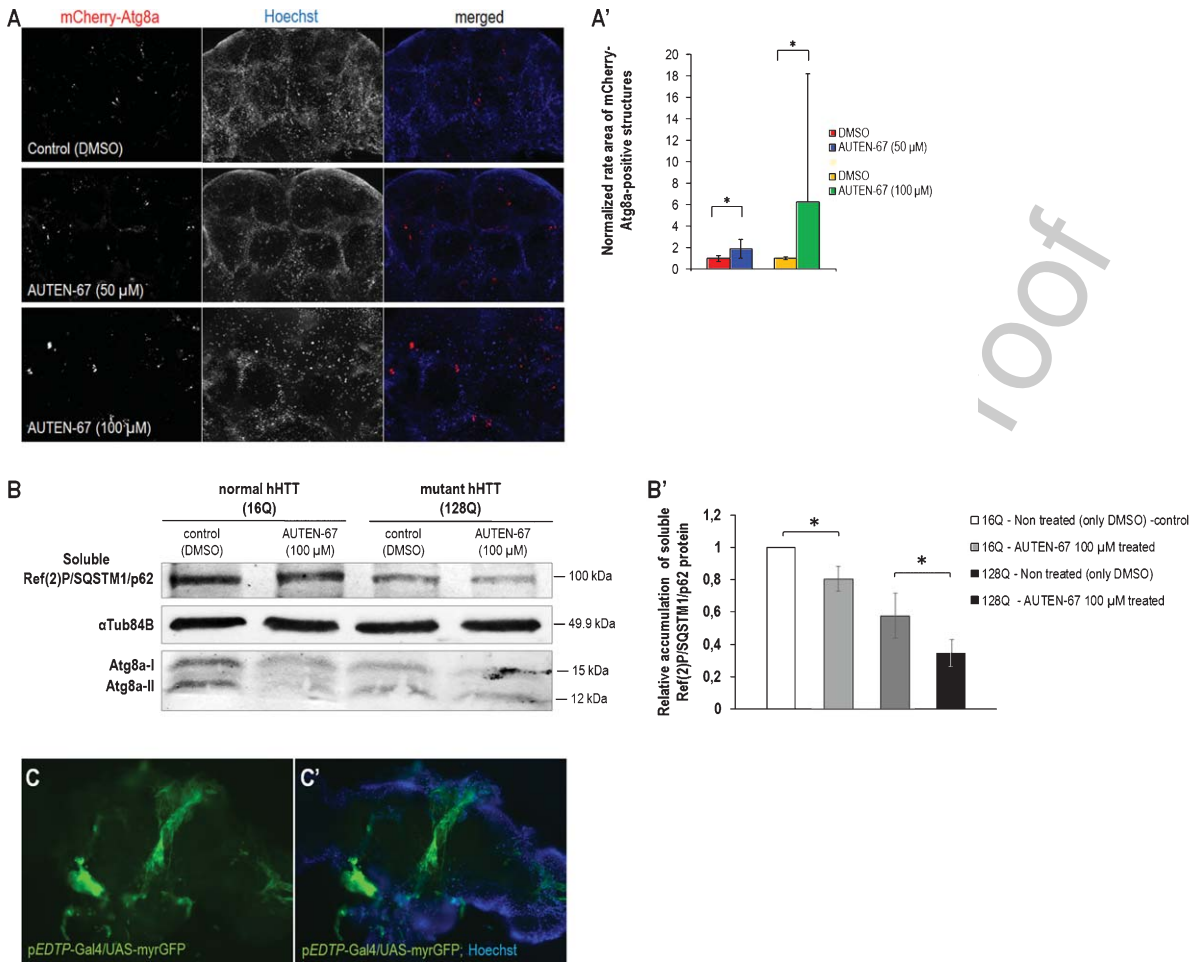 A
mCherry-Atg8a
Hoechst
merged
Control (DMSO)
AUTEN-67 (50 µM)
AUTEN-67 (100 µM)
A'
Normalized rate area of mCherry-
Atg8a-positive structures
20
18
16
14
12
10
8
6
4
2
0
*
*
DMSO
AUTEN-67 (50 µM)
DMSO
AUTEN-67 (100 µM)
roof
B
normal hHTT
(16Q)
mutant hHTT
(128Q)
control
(DMSO)
AUTEN-67
(100 µM)
control
(DMSO)
AUTEN-67
(100 µM)
Soluble
Ref(2)P/SQSTM1/p62
100 kDa
αTub84B
49.9 kDa
Atg8a-I
15 kDa
Atg8a-II
12 kDa
B'
Relative accumulation of soluble
Ref(2)P/SQSTM1/p62 protein
1,2
1
0,8
0,6
0,4
0,2
0
*
*
16Q - Non treated (only DMSO) -control
16Q - AUTEN-67 100 µM treated
128Q - Non treated (only DMSO)
128Q - AUTEN-67 100 µM treated
C
pEDTP-Gal4/UAS-myrGFP
C'
pEDTP-Gal4/UAS-myrGFP; Hoechst